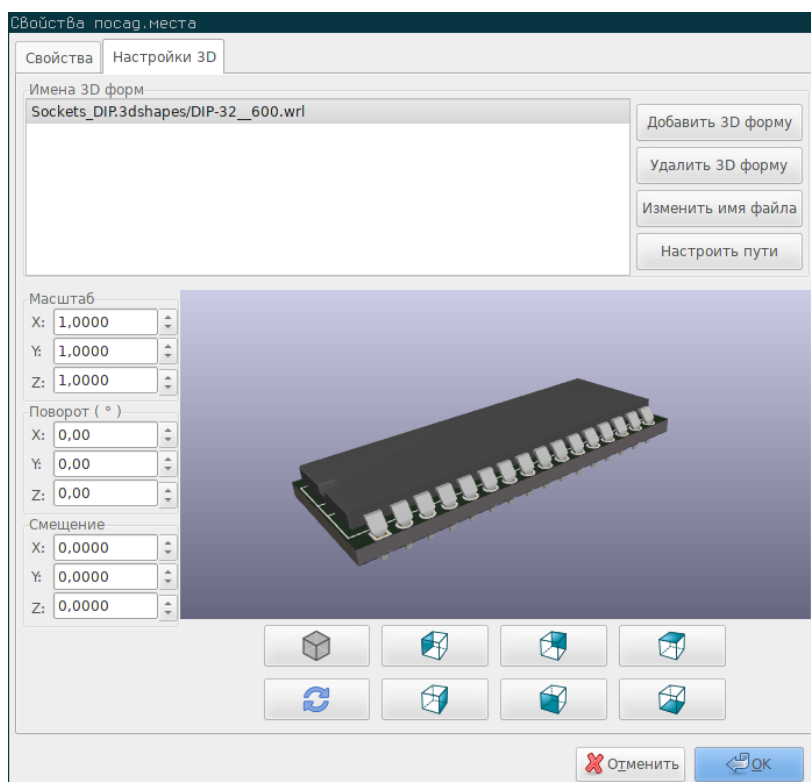 Свойства посад.места
Свойства
Настройки 3D
Имена 3D форм
Sockets_DIP.3dshapes/DIP-32__600.wrl
Добавить 3D форму
Удалить 3D форму
Изменить имя файла
Настроить пути
Масштаб
X: 1,0000
Y: 1,0000
Z: 1,0000
Поворот ( ° )
X: 0,00
Y: 0,00
Z: 0,00
Смещение
X: 0,0000
Y: 0,0000
Z: 0,0000
Отменить
OK